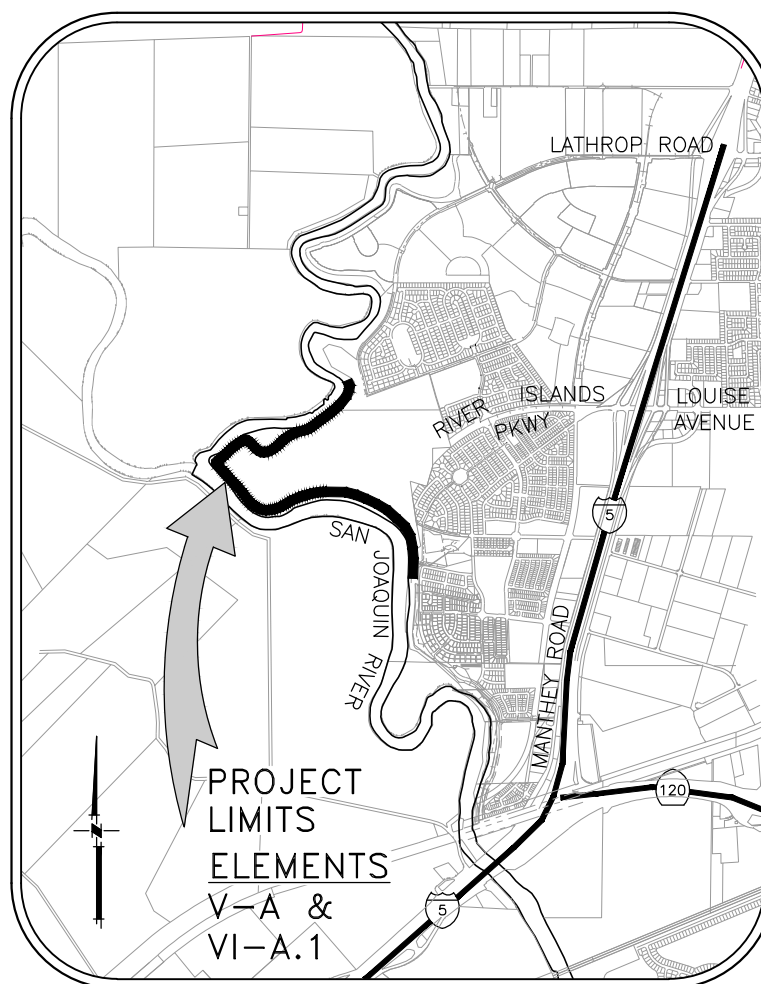 LATHROP ROAD
RIVER ISLANDS
PKWY
LOUISE
AVENUE
5
SAN JOAQUIN RIVER
MANTHEY ROAD
120
5
PROJECT
LIMITS
ELEMENTS
V-A &
VI-A.1